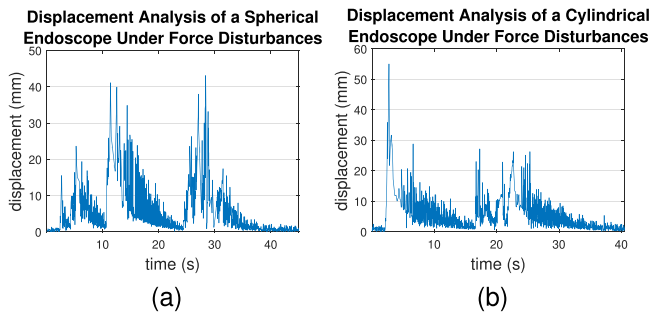 Displacement Analysis of a Spherical
Endoscope Under Force Disturbances
50
40
30
20
10
0
displacement (mm)
10
20
30
40
time (s)
(a)
Displacement Analysis of a Cylindrical
Endoscope Under Force Disturbances
60
50
40
30
20
10
0
displacement (mm)
10
20
30
40
time (s)
(b)